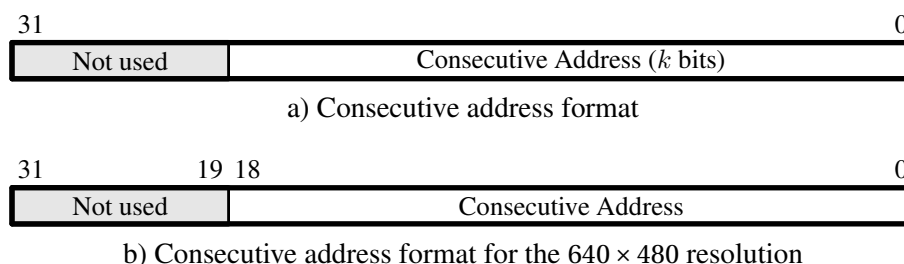 31 0
Not used Consecutive Address (k bits)
a) Consecutive address format
31 19 18 0
Not used Consecutive Address
b) Consecutive address format for the 640 × 480 resolution